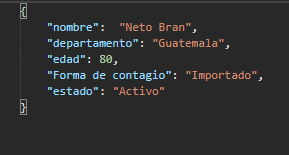 {
"nombre":  "Neto Bran",
"departamento": "Guatemala",
"edad": 80,
"Forma de contagio": "Importado",
"estado": "Activo"
}